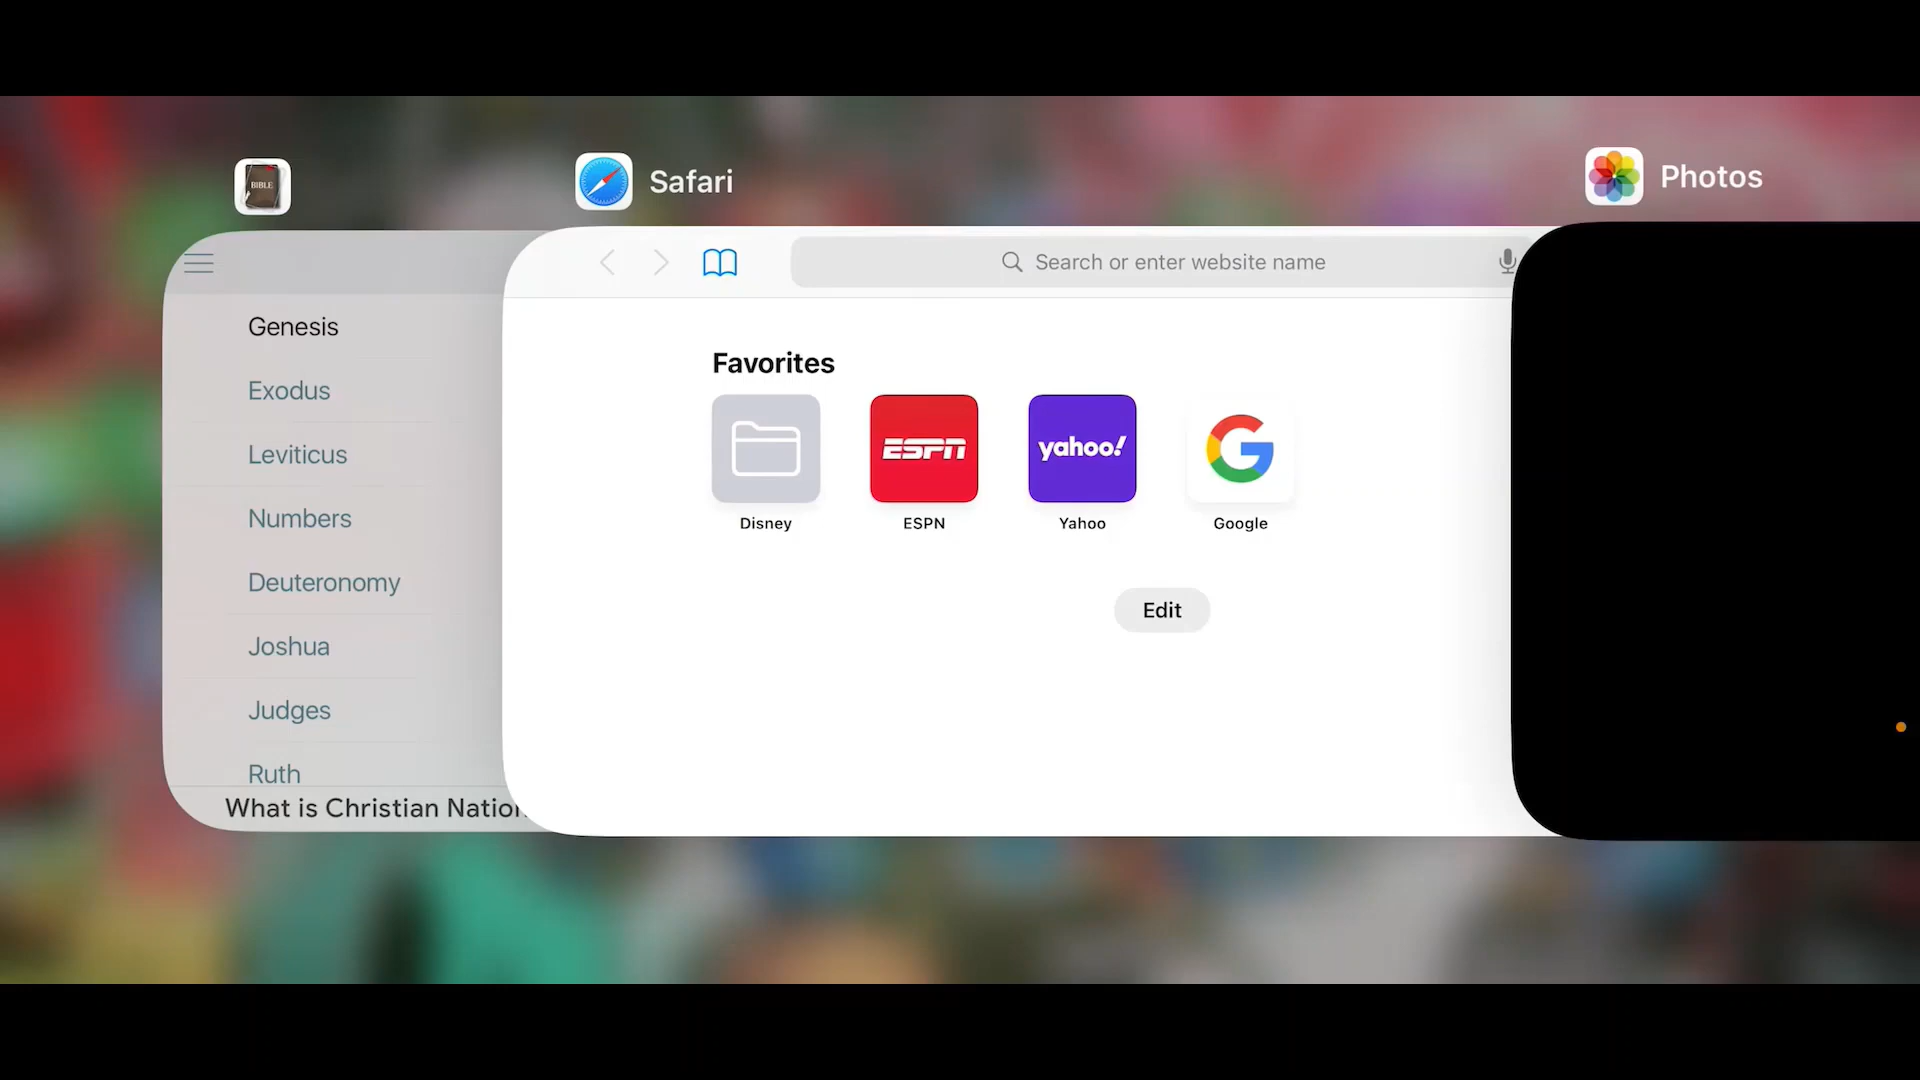 BIBLE
Safari
Photos
Search or enter website name
Genesis
Exodus
Leviticus
Numbers
Deuteronomy
Joshua
Judges
Ruth
What is Christian
Favorites
ESPN
yahoo!
G
Disney
ESPN
Yahoo
Google
Edit